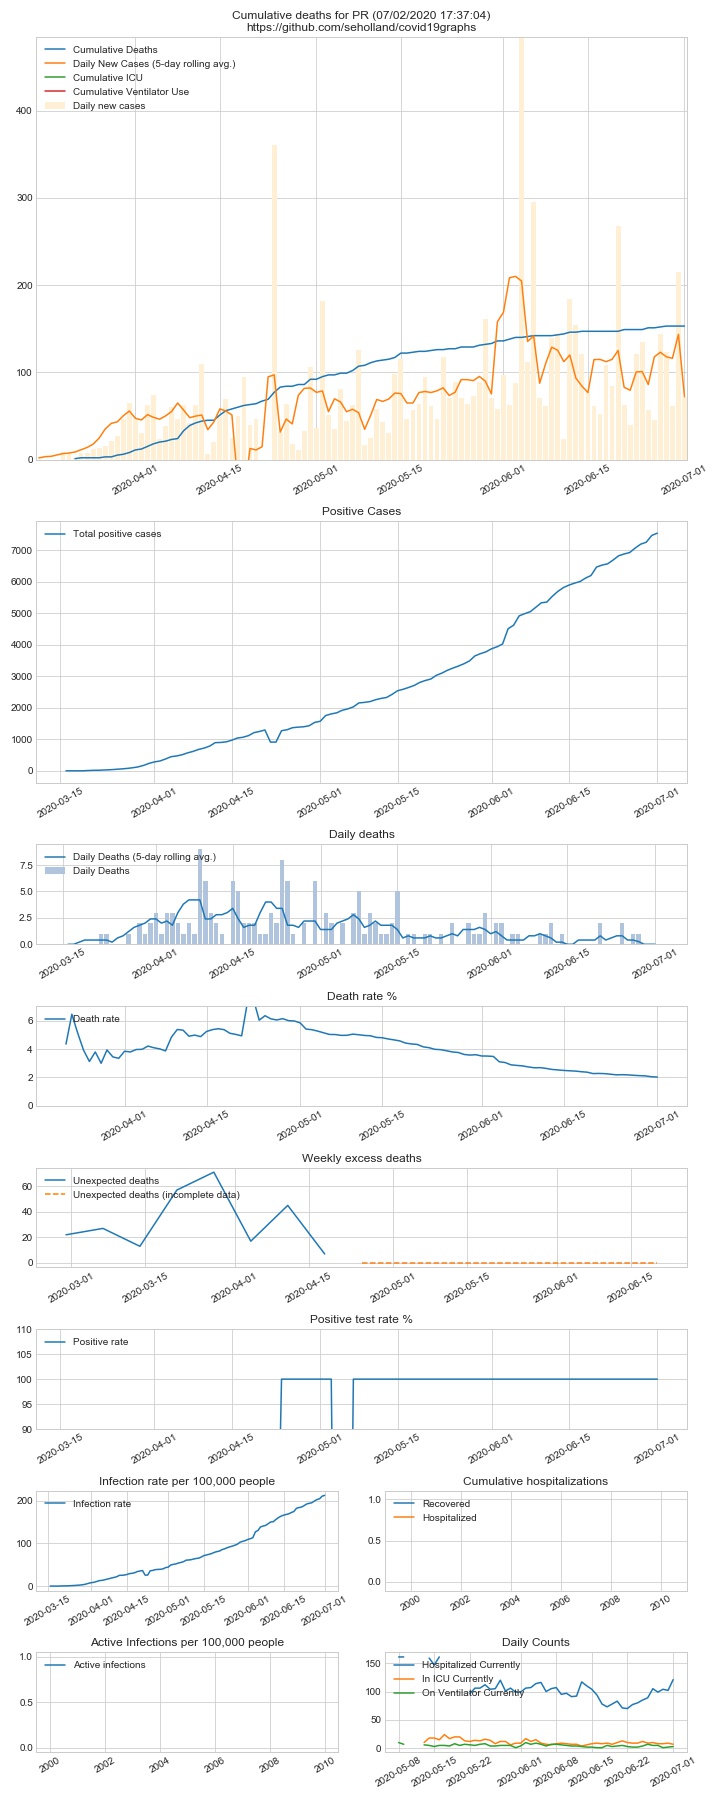 Cumulative deaths for PR (07/02/2020 17:37:04)
https://github.com/seholland/covid19graphs
Cumulative Deaths
Daily New Cases (5-day rolling avg.)
Cumulative ICU
Cumulative Ventilator Use
Daily new cases
400
300
200
100
0
2020-04-01 2020-04-15 2020-05-01 2020-05-15 2020-06-01 2020-06-15 2020-07-01
Positive Cases
Total positive cases
7000
6000
5000
4000
3000
2000
1000
0
2020-03-15 2020-04-01 2020-04-15 2020-05-01 2020-05-15 2020-06-01 2020-06-15 2020-07-01
Daily deaths
Daily Deaths (5-day rolling avg.)
Daily Deaths
7.5
5.0
2.5
0.0
2020-03-15 2020-04-01 2020-04-15 2020-05-01 2020-05-15 2020-06-01 2020-06-15 2020-07-01
Death rate %
Death rate
6
4
2
0
2020-04-01 2020-04-15 2020-05-01 2020-05-15 2020-06-01 2020-06-15 2020-07-01
Weekly excess deaths
Unexpected deaths
Unexpected deaths (incomplete data)
60
40
20
0
2020-03-01 2020-03-15 2020-04-01 2020-04-15 2020-05-01 2020-05-15 2020-06-01 2020-06-15
Positive test rate %
Positive rate
110
105
100
95
90
2020-03-15 2020-04-01 2020-04-15 2020-05-01 2020-05-15 2020-06-01 2020-06-15 2020-07-01
Infection rate per 100,000 people
Infection rate
200
100
0
2020-03-15 2020-04-01 2020-04-15 2020-05-01 2020-05-15 2020-06-01 2020-06-15 2020-07-01
Cumulative hospitalizations
Recovered
Hospitalized
1.0
0.5
0.0
2000 2002 2004 2006 2008 2010
Active Infections per 100,000 people
Active infections
1.0
0.5
0.0
2000 2002 2004 2006 2008 2010
Daily Counts
Hospitalized Currently
In ICU Currently
On Ventilator Currently
150
100
50
0
2020-05-08 2020-05-15 2020-05-22 2020-06-01 2020-06-08 2020-06-15 2020-06-22 2020-07-01